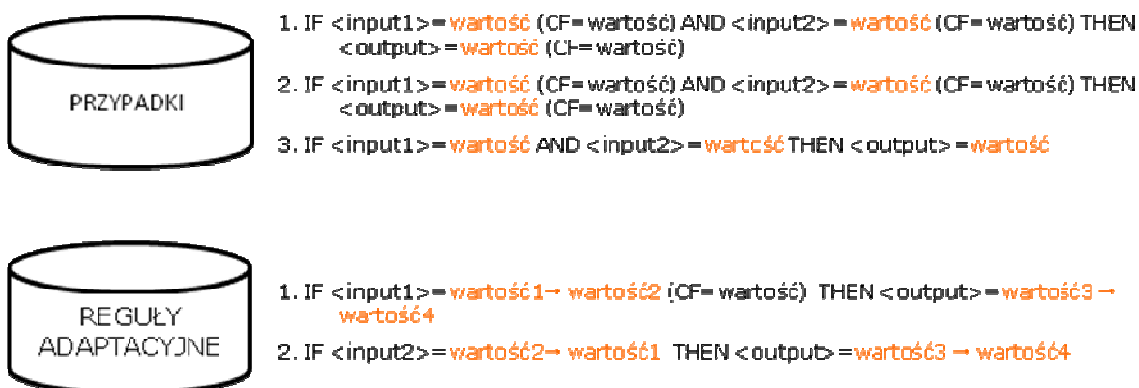 PRZYPADKI
1. IF <input1>=wartość (CF=wartość) AND <input2>=wartość (CF=wartość) THEN
<output>=wartość (CF=wartość)
2. IF <input1>=wartość (CF=wartość) AND <input2>=wartość (CF=wartość) THEN
<output>=wartość (CF=wartość)
3. IF <input1>=wartość AND <input2>=wartość THEN <output>=wartość
REGUŁY
ADAPTACYJNE
1. IF <input1>=wartość1→ wartość2 (CF=wartość) THEN <output>=wartość3 →
wartość4
2. IF <input2>=wartość2→ wartość1 THEN <output>=wartość3 → wartość4